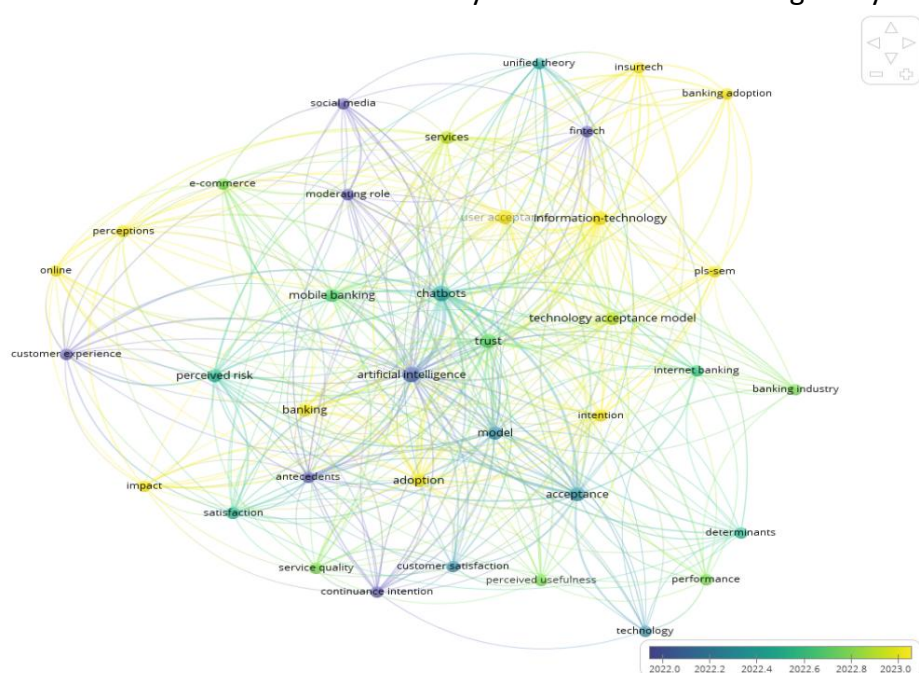 unified theory
insurtech
banking adoption
social media
fintech
services
e-commerce
moderating role
user acceptan
information-technology
perceptions
online
pls-sem
mobile banking
chatbots
technology acceptance model
trust
customer experience
perceived risk
artificial intelligence
internet banking
banking industry
banking
intention
model
antecedents
adoption
impact
acceptance
satisfaction
determinants
service quality
customer satisfaction
perceived usefulness
performance
continuance intention
technology
2022.0 2022.2 2022.4 2022.6 2022.8 2023.0